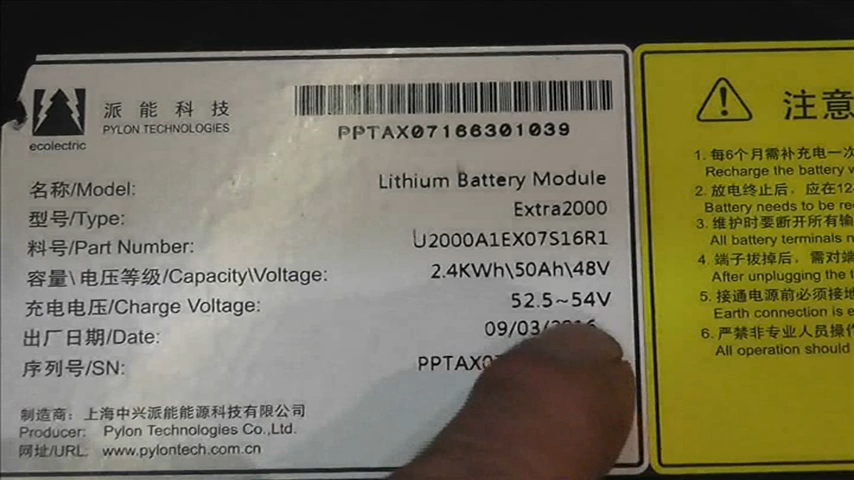 派能科技
PYLON TECHNOLOGIES
ecolectric
PPTAX07166301039
名称/Model: Lithium Battery Module
型号/Type: Extra2000
料号/Part Number: U2000A1EX07S16R1
容量\电压等级/Capacity\Voltage: 2.4KWh\50Ah\48V
充电电压/Charge Voltage: 52.5~54V
出厂日期/Date: 09/03/2016
序列号/SN: PPTAX07
制造商: 上海中兴派能能源科技有限公司
Producer: Pylon Technologies Co.,Ltd.
网址/URL: www.pylontech.com.cn
注意
1. 每6个月需补充电一次
Recharge the battery
2. 放电终止后，应在12
Battery needs to be
3. 维护时要断开所有输
All battery terminals
4. 端子拔掉后，需对端
After unplugging the
5. 接通电源前必须接地
Earth connection is
6. 严禁非专业人员操作
All operation should